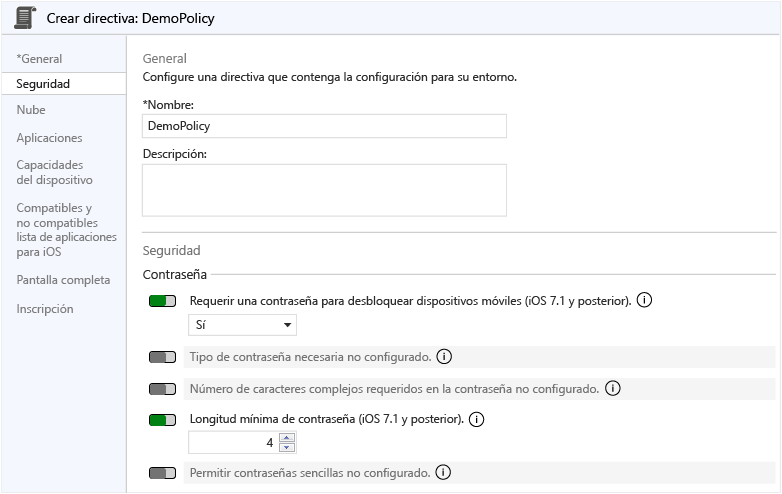 Crear directiva: DemoPolicy
*General
Seguridad
Nube
Aplicaciones
Capacidades
del dispositivo
Compatibles y
no compatibles
lista de aplicaciones
para iOS
Pantalla completa
Inscripción
General
Configure una directiva que contenga la configuración para su entorno.
*Nombre:
DemoPolicy
Descripción:
Seguridad
Contraseña
Requerir una contraseña para desbloquear dispositivos móviles (iOS 7.1 y posterior).
Sí
Tipo de contraseña necesaria no configurado.
Número de caracteres complejos requeridos en la contraseña no configurado.
Longitud mínima de contraseña (iOS 7.1 y posterior).
4
Permitir contraseñas sencillas no configurado.